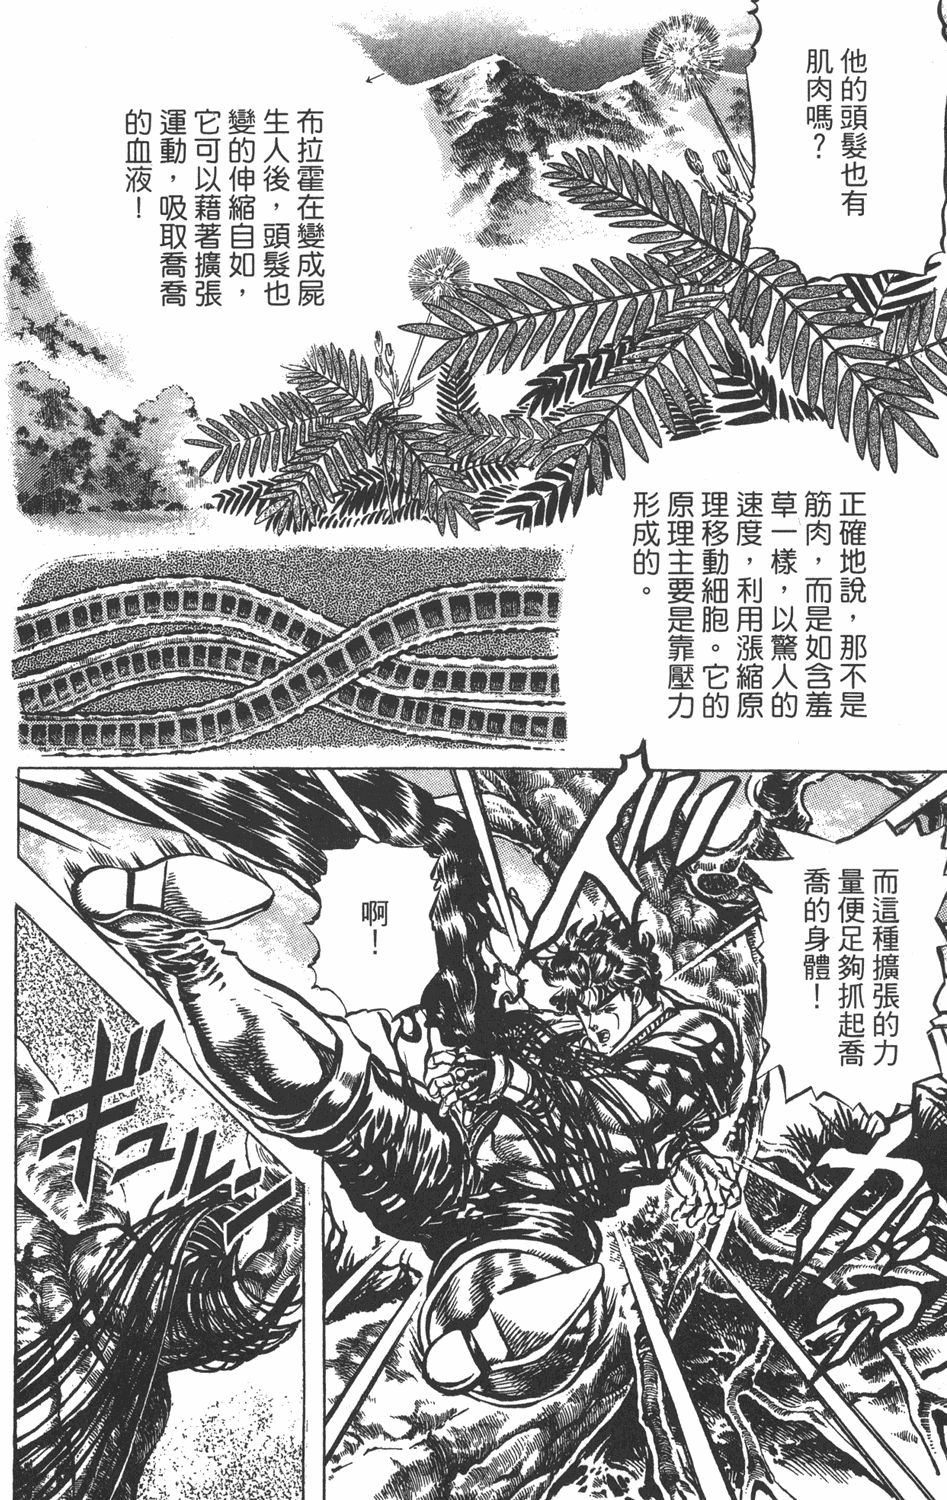 他的頭髮也有
肌肉嗎？
布拉霍在變成屍
生人後，頭髮也
變的伸縮自如，
它可以藉著擴張
運動，吸取喬喬
的血液！
正確地說，那不是
筋肉，而是如含羞
草一樣，以驚人的
速度，利用漲縮原
理移動細胞。它的
原理主要是靠壓力
形成的。
而這種擴張的力
量便足夠抓起喬
喬的身體！
啊！
ギュルン